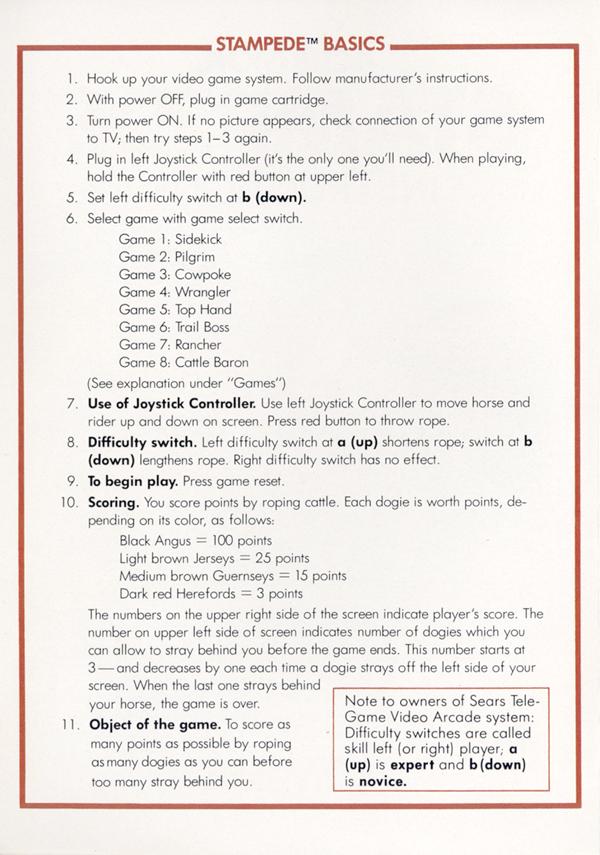 STAMPEDE™ BASICS
1. Hook up your video game system. Follow manufacturer's instructions.
2. With power OFF, plug in game cartridge.
3. Turn power ON. If no picture appears, check connection of your game system
to TV; then try steps 1–3 again.
4. Plug in left Joystick Controller (it's the only one you'll need). When playing,
hold the Controller with red button at upper left.
5. Set left difficulty switch at b (down).
6. Select game with game select switch.
Game 1: Sidekick
Game 2: Pilgrim
Game 3: Cowpoke
Game 4: Wrangler
Game 5: Top Hand
Game 6: Trail Boss
Game 7: Rancher
Game 8: Cattle Baron
(See explanation under "Games")
7. Use of Joystick Controller. Use left Joystick Controller to move horse and
rider up and down on screen. Press red button to throw rope.
8. Difficulty switch. Left difficulty switch at a (up) shortens rope; switch at b
(down) lengthens rope. Right difficulty switch has no effect.
9. To begin play. Press game reset.
10. Scoring. You score points by roping cattle. Each dogie is worth points, de-
pending on its color, as follows:
Black Angus = 100 points
Light brown Jerseys = 25 points
Medium brown Guernseys = 15 points
Dark red Herefords = 3 points
The numbers on the upper right side of the screen indicate player's score. The
number on upper left side of screen indicates number of dogies which you
can allow to stray behind you before the game ends. This number starts at
3—and decreases by one each time a dogie strays off the left side of your
screen. When the last one strays behind
your horse, the game is over.
11. Object of the game. To score as
many points as possible by roping
as many dogies as you can before
too many stray behind you.
Note to owners of Sears Tele-
Game Video Arcade system:
Difficulty switches are called
skill left (or right) player; a
(up) is expert and b (down)
is novice.